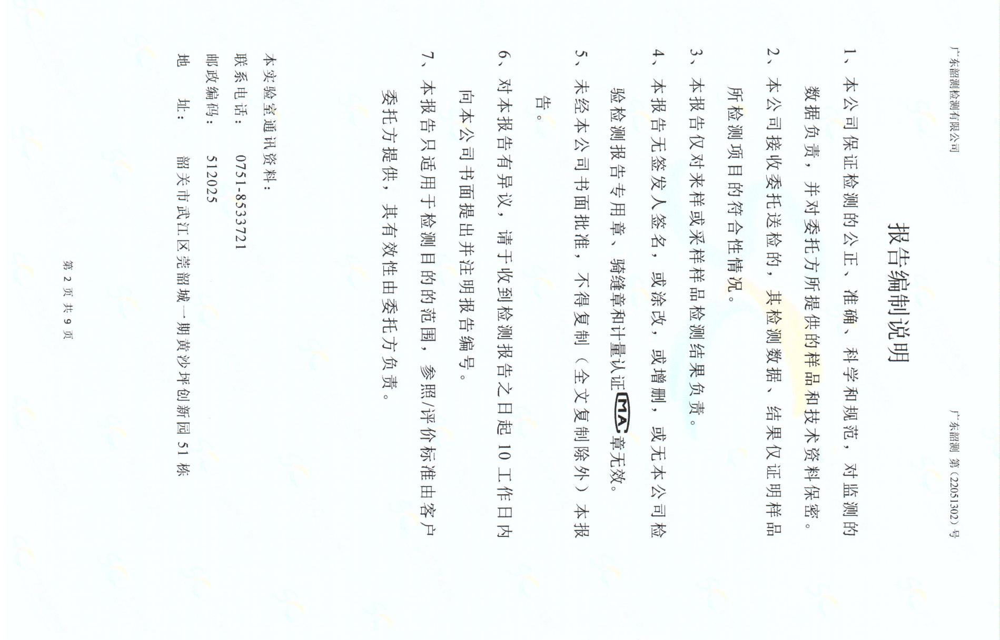 广东韶测检测有限公司
广东韶测 第（22051302）号
报告编制说明
1、本公司保证检测的公正、准确、科学和规范，对监测的
数据负责，并对委托方所提供的样品和技术资料保密。
2、本公司接收委托送检的，其检测数据、结果仅证明样品
所检测项目的符合性情况。
3、本报告仅对来样或采样样品检测结果负责。
4、本报告无签发人签名，或涂改，或增删，或无本公司检
验检测报告专用章、骑缝章和计量认证MA章无效。
5、未经本公司书面批准，不得复制（全文复制除外）本报
告。
6、对本报告有异议，请于收到检测报告之日起 10 工作日内
向本公司书面提出并注明报告编号。
7、本报告只适用于检测目的的范围，参照/评价标准由客户
委托方提供，其有效性由委托方负责。
本实验室通讯资料：
联系电话： 0751-8533721
邮政编码： 512025
地 址： 韶关市武江区莞韶城一期黄沙坪创新园 51 栋
第 2 页 共 9 页